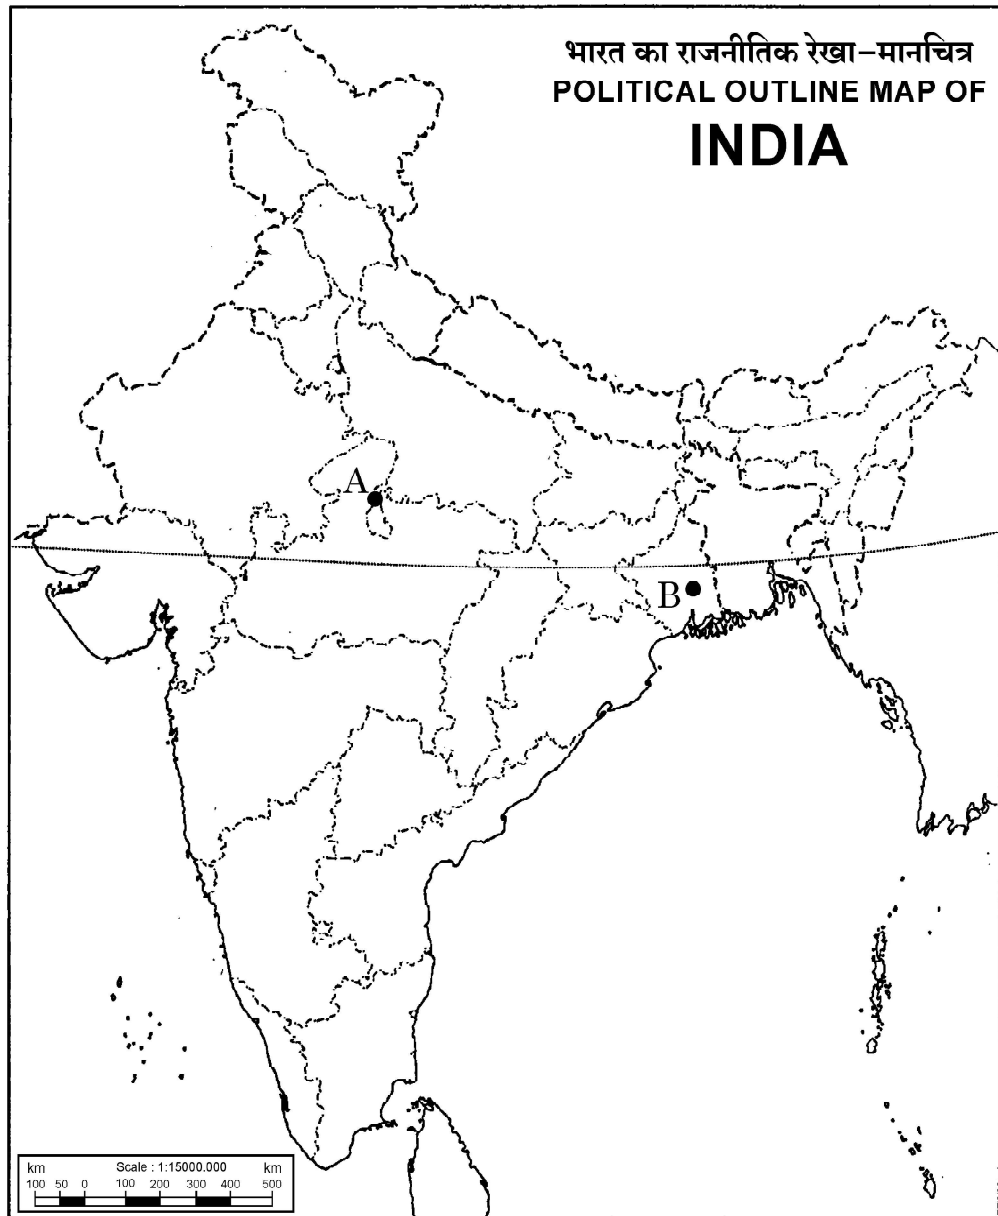 भारत का राजनीतिक रेखा–मानचित्र
POLITICAL OUTLINE MAP OF
INDIA
A
B
km Scale : 1:15000.000 km
100 50 0 100 200 300 400 500